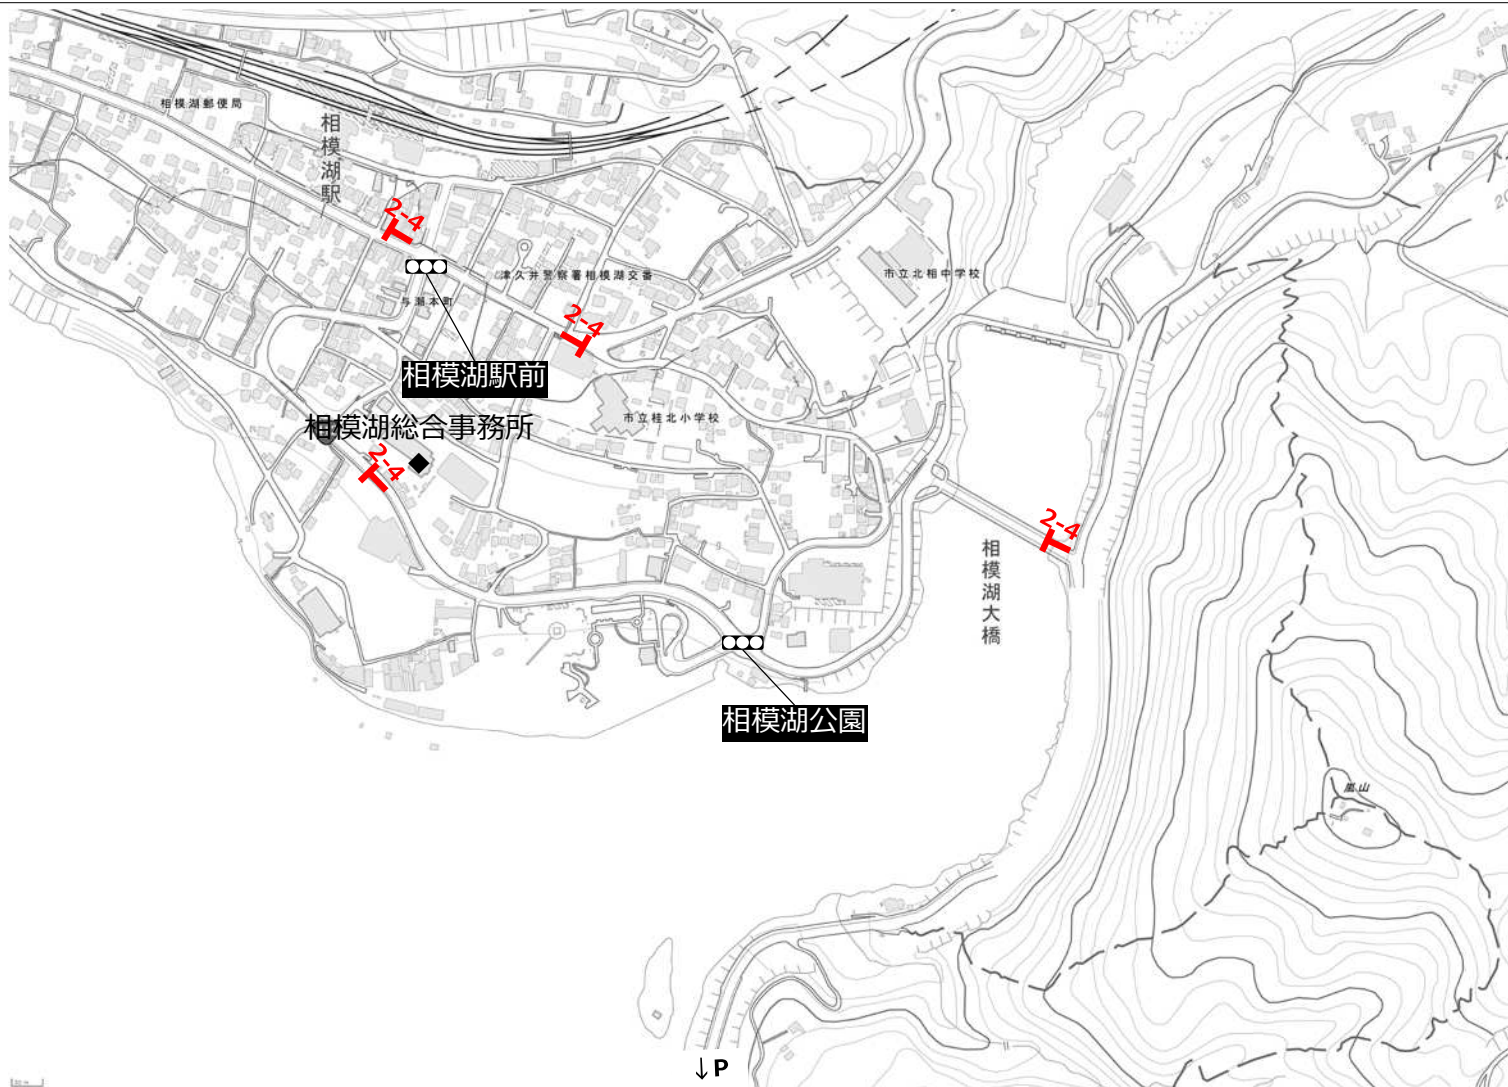 相模湖郵便局
相模湖駅
2-4
津久井警察署相模湖交番
市立北相中学校
与瀬本町
2-4
相模湖駅前
市立桂北小学校
相模湖総合事務所
2-4
2-4
相模湖大橋
相模湖公園
嵐山
↓P